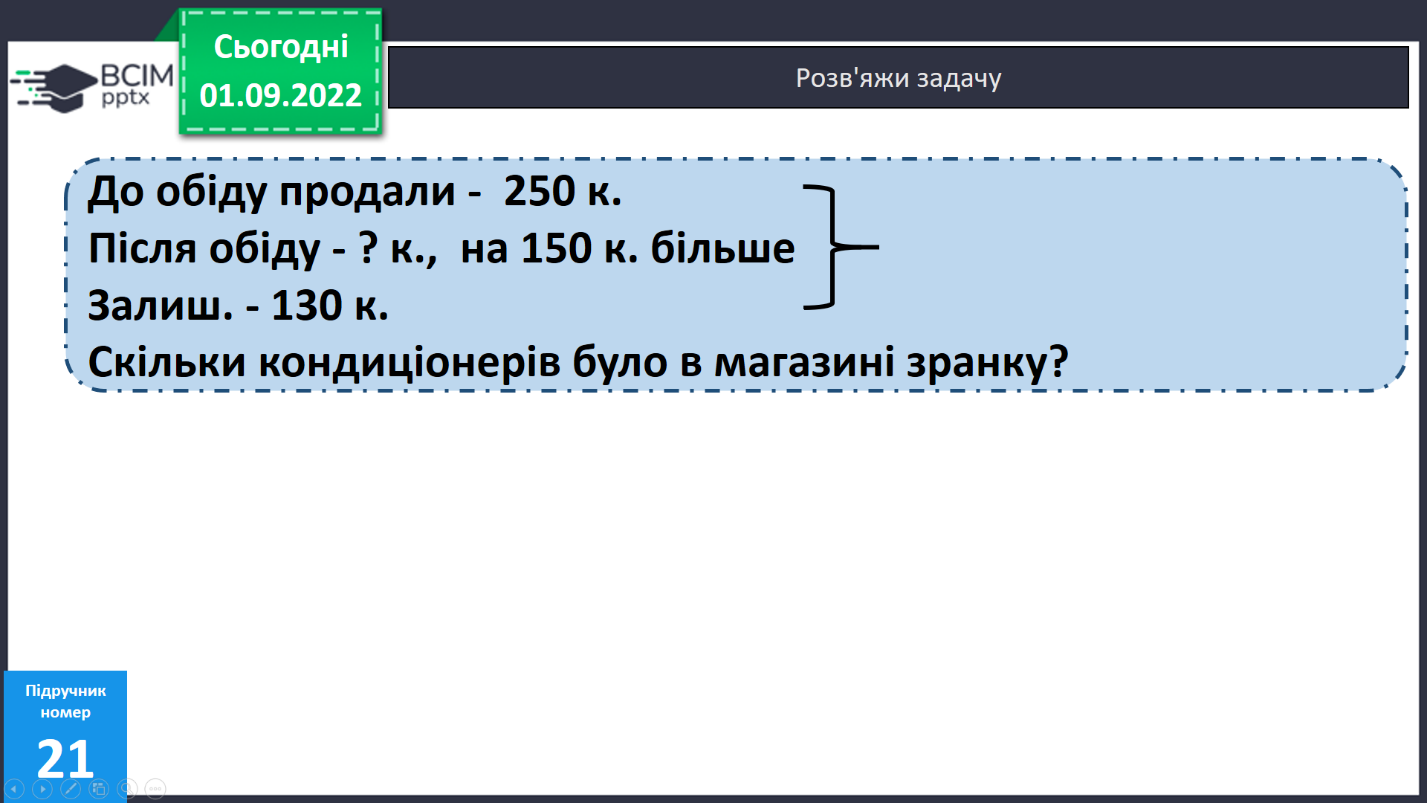 Сьогодні
01.09.2022
BCIM
pptx
Розв'яжи задачу
До обіду продали - 250 к.
Після обіду - ? к., на 150 к. більше
Залиш. - 130 к.
Скільки кондиціонерів було в магазині зранку?
Підручник
номер
21